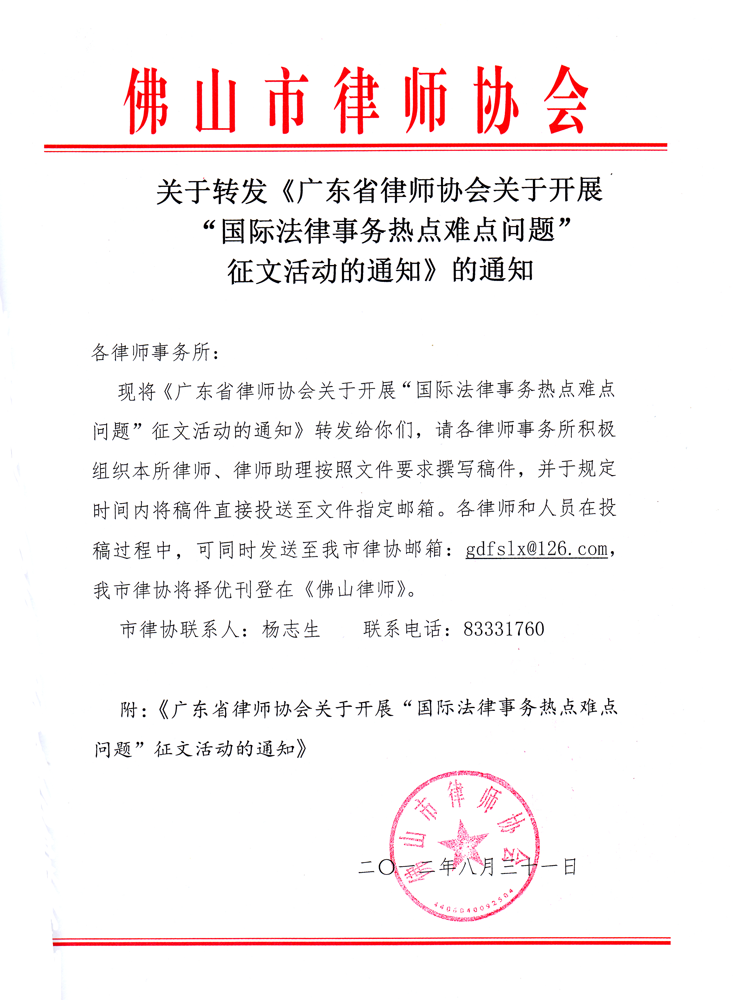 佛山市律师协会
关于转发《广东省律师协会关于开展
“国际法律事务热点难点问题”
征文活动的通知》的通知
各律师事务所：
现将《广东省律师协会关于开展“国际法律事务热点难点
问题”征文活动的通知》转发给你们，请各律师事务所积极
组织本所律师、律师助理按照文件要求撰写稿件，并于规定
时间内将稿件直接投送至文件指定邮箱。各律师和人员在投
稿过程中，可同时发送至我市律协邮箱：gdfslx@126.com，
我市律协将择优刊登在《佛山律师》。
市律协联系人：杨志生 联系电话：83331760
附：《广东省律师协会关于开展“国际法律事务热点难点
问题”征文活动的通知》
佛山市律师协会
二〇一二年八月三十一日
4406040092504